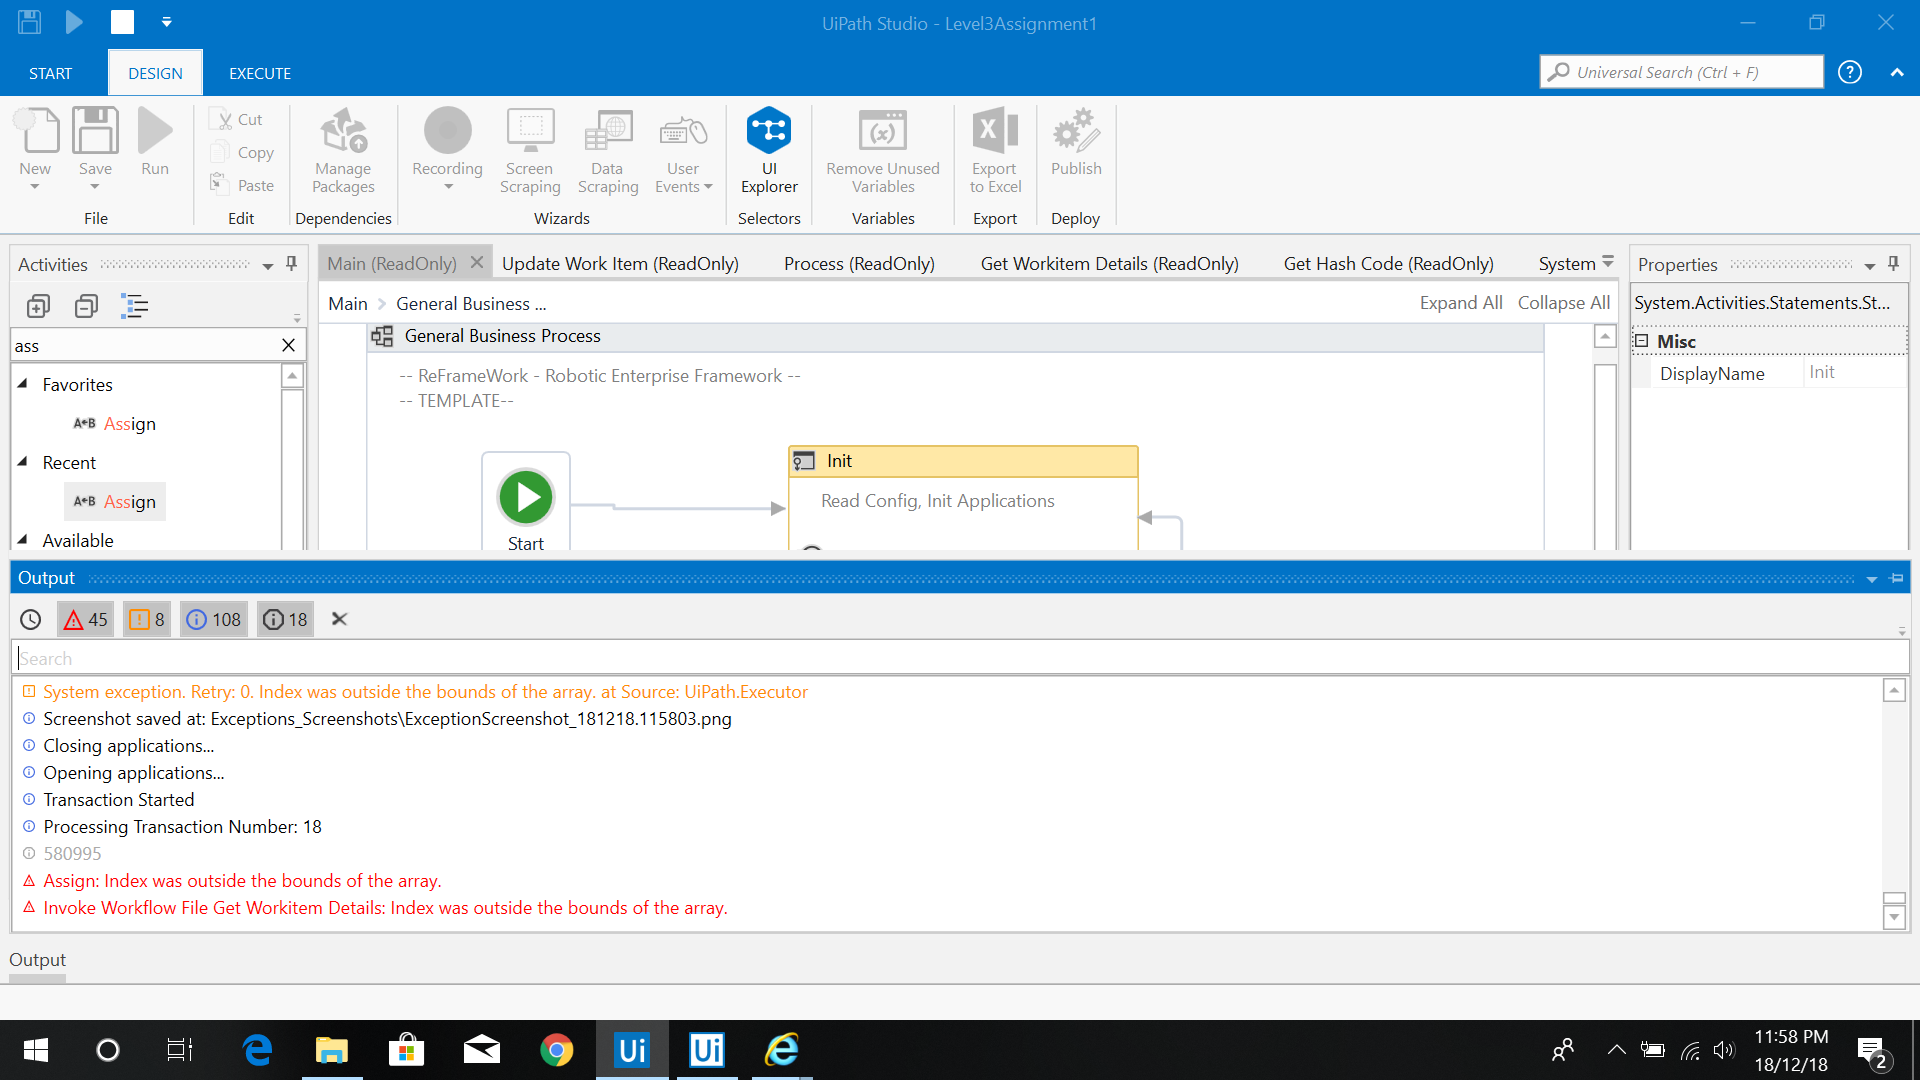 UiPath Studio - Level3Assignment1
START
DESIGN
EXECUTE
Universal Search (Ctrl + F)
?
New
Save
Run
Cut
Copy
Paste
Manage Packages
Recording
Screen Scraping
Data Scraping
User Events
UI Explorer
Remove Unused Variables
Export to Excel
Publish
File
Edit
Dependencies
Wizards
Selectors
Variables
Export
Deploy
Activities
Main (ReadOnly)
Update Work Item (ReadOnly)
Process (ReadOnly)
Get Workitem Details (ReadOnly)
Get Hash Code (ReadOnly)
System
Properties
Main > General Business ...
Expand All
Collapse All
System.Activities.Statements.St...
ass
General Business Process
Misc
DisplayName
Init
Favorites
A←B Assign
Recent
A←B Assign
Available
-- ReFrameWork - Robotic Enterprise Framework --
-- TEMPLATE--
Init
Read Config, Init Applications
Start
Output
45
8
108
18
Search
System exception. Retry: 0. Index was outside the bounds of the array. at Source: UiPath.Executor
Screenshot saved at: Exceptions_Screenshots\ExceptionScreenshot_181218.115803.png
Closing applications...
Opening applications...
Transaction Started
Processing Transaction Number: 18
580995
Assign: Index was outside the bounds of the array.
Invoke Workflow File Get Workitem Details: Index was outside the bounds of the array.
Output
Ui
Ui
11:58 PM
18/12/18
2